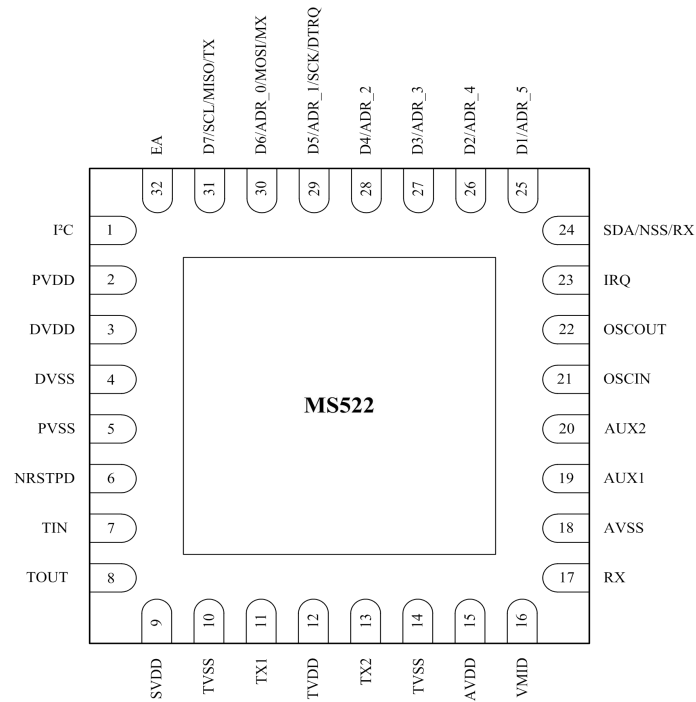 EA
D7/SCL/MISO/TX
D6/ADR_0/MOSI/MX
D5/ADR_1/SCK/DTRQ
D4/ADR_2
D3/ADR_3
D2/ADR_4
D1/ADR_5
32
31
30
29
28
27
26
25
I²C
1
24
SDA/NSS/RX
PVDD
2
23
IRQ
DVDD
3
22
OSCOUT
DVSS
4
21
OSCIN
MS522
PVSS
5
20
AUX2
NRSTPD
6
19
AUX1
TIN
7
18
AVSS
TOUT
8
17
RX
9
10
11
12
13
14
15
16
SVDD
TVSS
TX1
TVDD
TX2
TVSS
AVDD
VMID